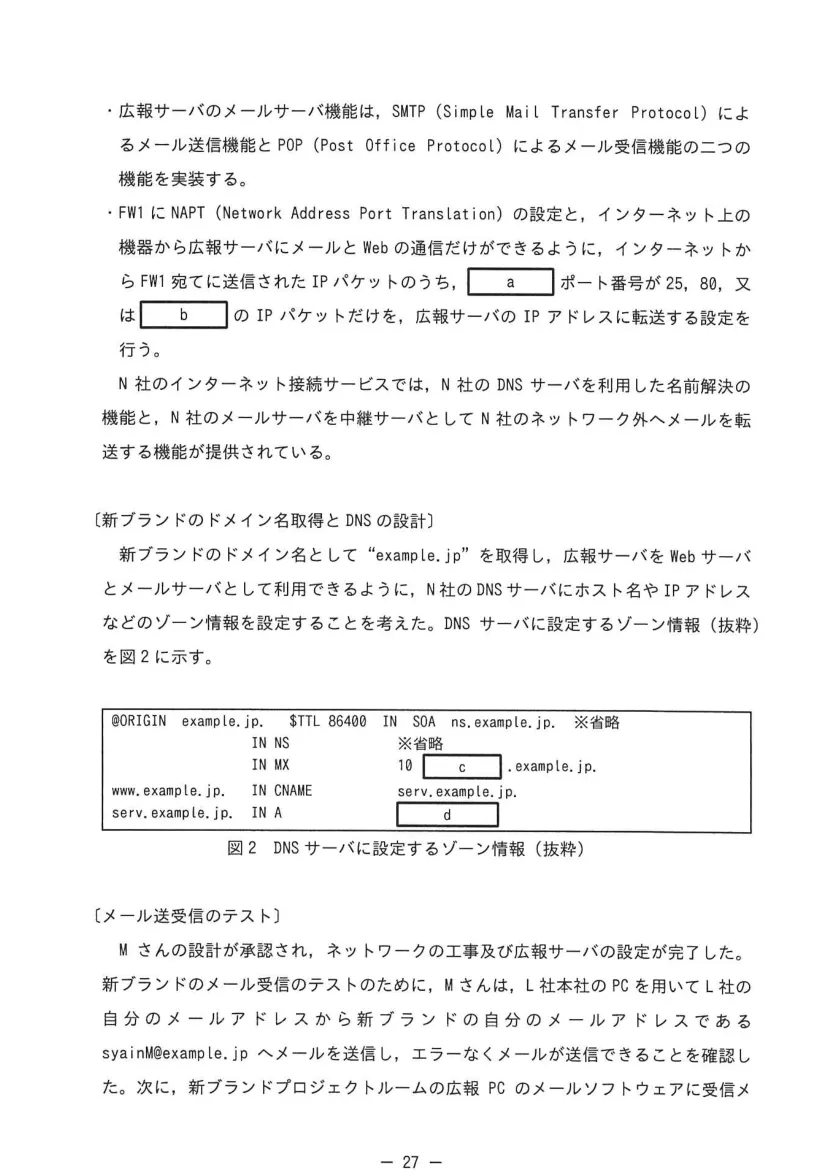 ・広報サーバのメールサーバ機能は，SMTP（Simple Mail Transfer Protocol）によ
るメール送信機能と POP（Post Office Protocol）によるメール受信機能の二つの
機能を実装する。
・FW1 に NAPT（Network Address Port Translation）の設定と，インターネット上の
機器から広報サーバにメールと Web の通信だけができるように，インターネットか
ら FW1 宛てに送信された IP パケットのうち， a ポート番号が 25，80，又
は b の IP パケットだけを，広報サーバの IP アドレスに転送する設定を
行う。
N 社のインターネット接続サービスでは，N 社の DNS サーバを利用した名前解決の
機能と，N 社のメールサーバを中継サーバとして N 社のネットワーク外へメールを転
送する機能が提供されている。
〔新ブランドのドメイン名取得と DNS の設計〕
新ブランドのドメイン名として“example.jp”を取得し，広報サーバを Web サーバ
とメールサーバとして利用できるように，N 社の DNS サーバにホスト名や IP アドレス
などのゾーン情報を設定することを考えた。DNS サーバに設定するゾーン情報（抜粋）
を図 2 に示す。
@ORIGIN example.jp. $TTL 86400 IN SOA ns.example.jp. ※省略
IN NS ※省略
IN MX 10 c .example.jp.
www.example.jp. IN CNAME serv.example.jp.
serv.example.jp. IN A d
図 2 DNS サーバに設定するゾーン情報（抜粋）
〔メール送受信のテスト〕
M さんの設計が承認され，ネットワークの工事及び広報サーバの設定が完了した。
新ブランドのメール受信のテストのために，M さんは，L 社本社の PC を用いて L 社の
自分のメールアドレスから新ブランドの自分のメールアドレスである
syainM@example.jp へメールを送信し，エラーなくメールが送信できることを確認し
た。次に，新ブランドプロジェクトルームの広報 PC のメールソフトウェアに受信メ
― 27 ―